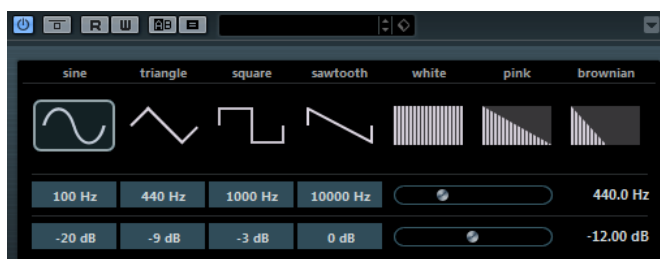 R W AB
sine triangle square sawtooth white pink brownian
100 Hz 440 Hz 1000 Hz 10000 Hz 440.0 Hz
-20 dB -9 dB -3 dB 0 dB -12.00 dB